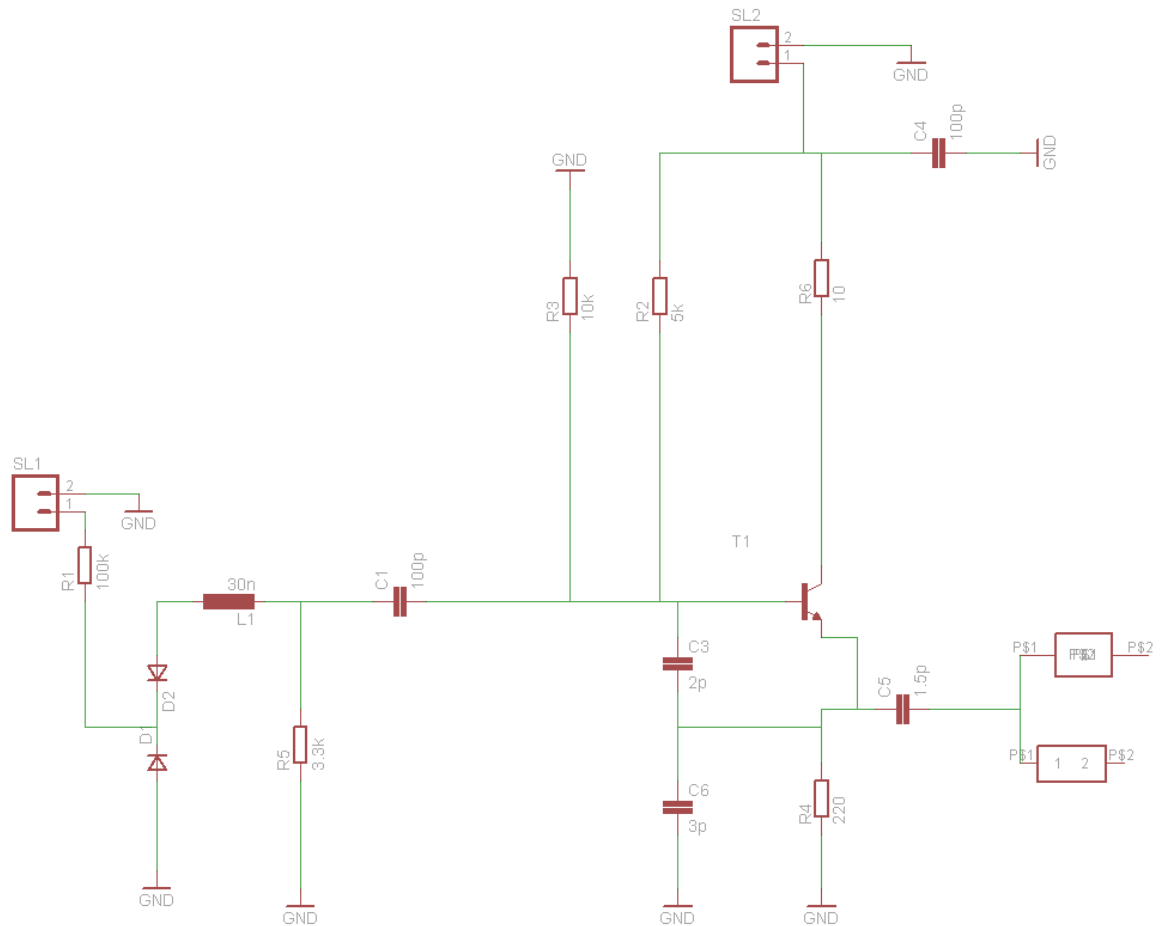 SL2
2
1
GND
C4
100p
GND
GND
R3
10k
R2
5k
R6
10
SL1
2
1
GND
R1
100k
30n
L1
C1
100p
T1
D2
D1
C3
2p
C5
1.5p
P$1
P$2
R5
3.3k
C6
3p
R4
220
P$1
1 2
P$2
GND
GND
GND
GND